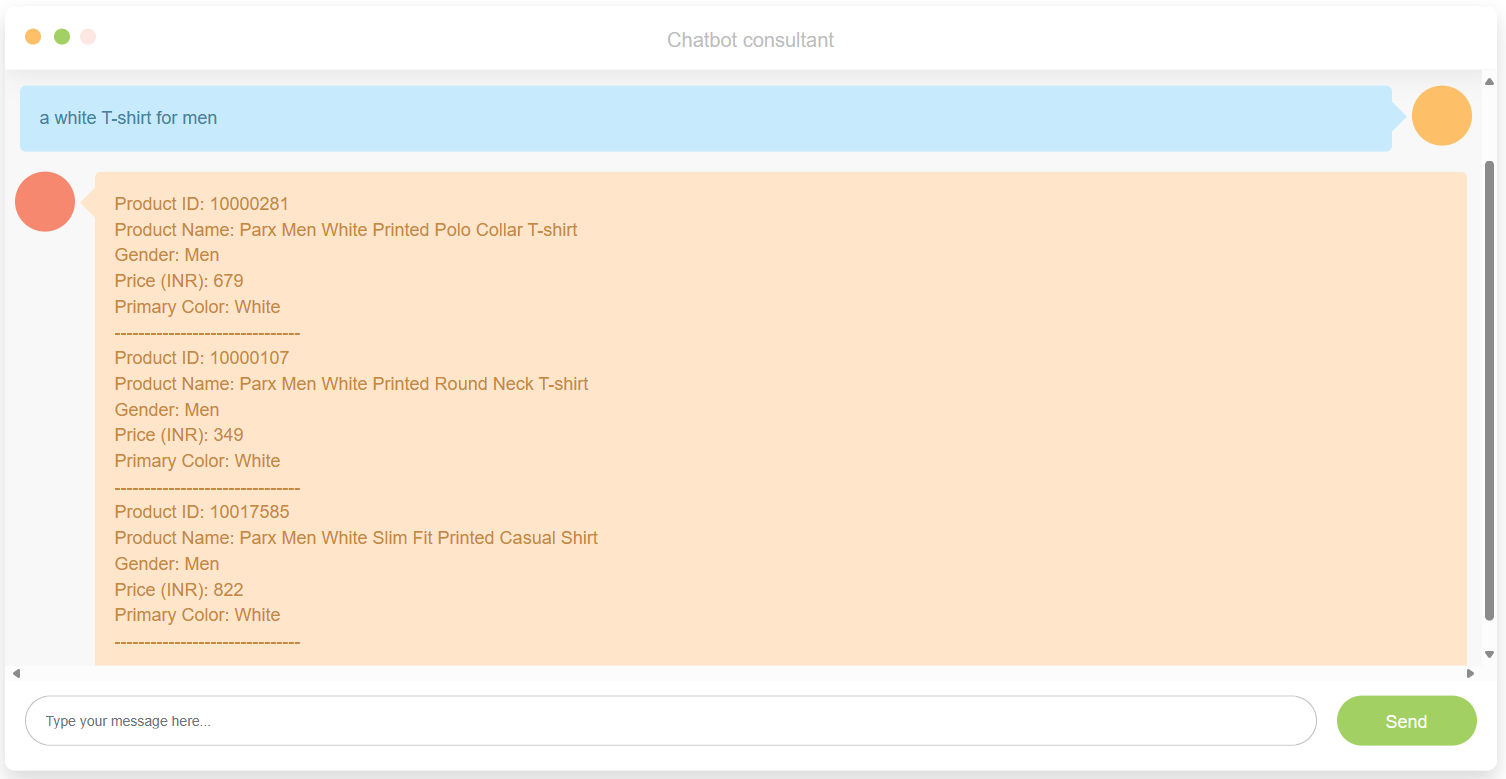 Chatbot consultant
a white T-shirt for men
Product ID: 10000281
Product Name: Parx Men White Printed Polo Collar T-shirt
Gender: Men
Price (INR): 679
Primary Color: White
-------------------------------
Product ID: 10000107
Product Name: Parx Men White Printed Round Neck T-shirt
Gender: Men
Price (INR): 349
Primary Color: White
-------------------------------
Product ID: 10017585
Product Name: Parx Men White Slim Fit Printed Casual Shirt
Gender: Men
Price (INR): 822
Primary Color: White
-------------------------------
Type your message here...
Send